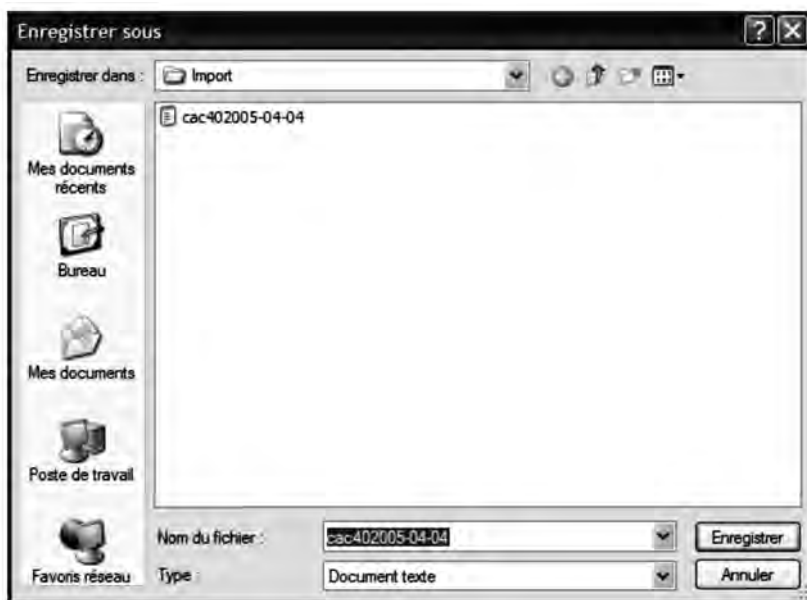 Enregistrer sous
Enregistrer dans :
Import
cac402005-04-04
Mes documents
récents
Bureau
Mes documents
Poste de travail
Favoris réseau
Nom du fichier :
cac402005-04-04
Enregistrer
Type
Document texte
Annuler